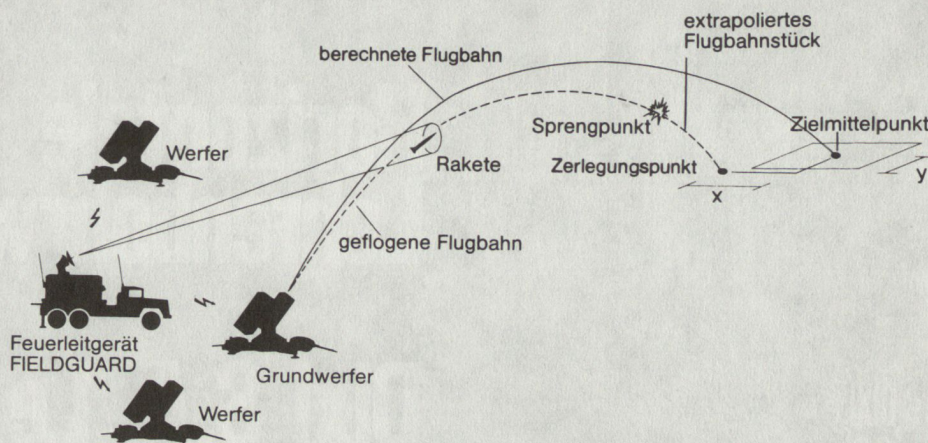 extrapoliertes
Flugbahnstück
berechnete Flugbahn
Sprengpunkt
Zielmittelpunkt
Werfer
Rakete
Zerlegungspunkt
x
y
geflogene Flugbahn
Feuerleitgerät
FIELDGUARD
Grundwerfer
Werfer